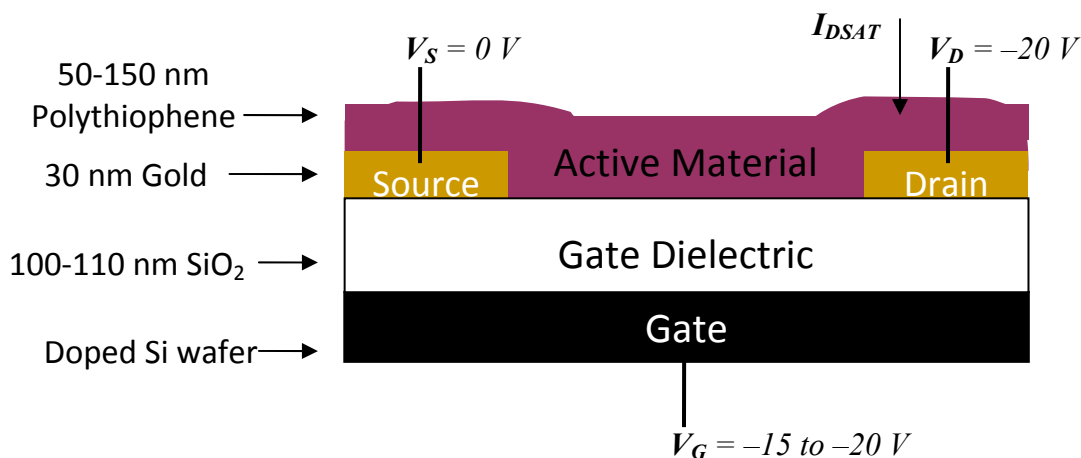 50-150 nm
Polythiophene
30 nm Gold
100-110 nm SiO₂
Doped Si wafer
V_S = 0 V
I_DSAT
V_D = –20 V
Active Material
Source
Drain
Gate Dielectric
Gate
V_G = –15 to –20 V